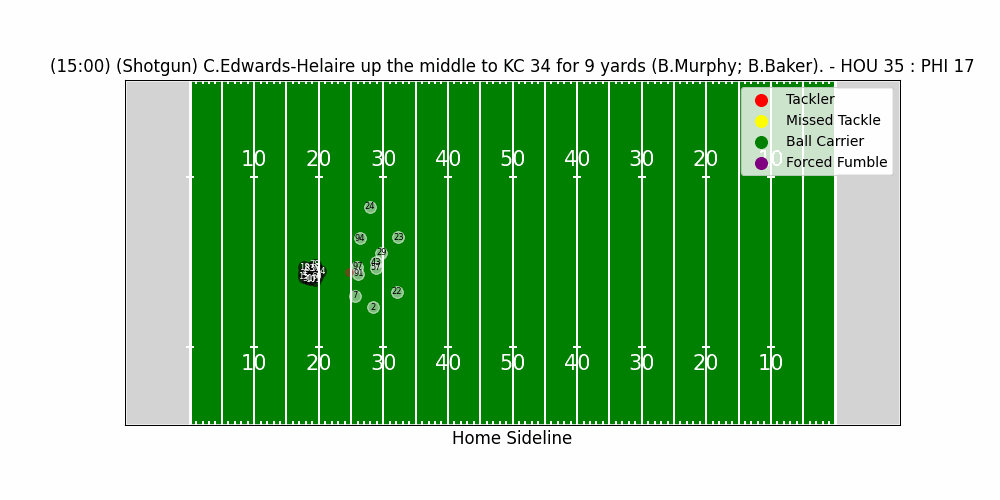 (15:00) (Shotgun) C.Edwards-Helaire up the middle to KC 34 for 9 yards (B.Murphy; B.Baker). - HOU 35 : PHI 17
Tackler
Missed Tackle
Ball Carrier
Forced Fumble
10 20 30 40 50 40 30 20 10
24
94 23
29
97
91 57
7 22
2
10 20 30 40 50 40 30 20 10
Home Sideline